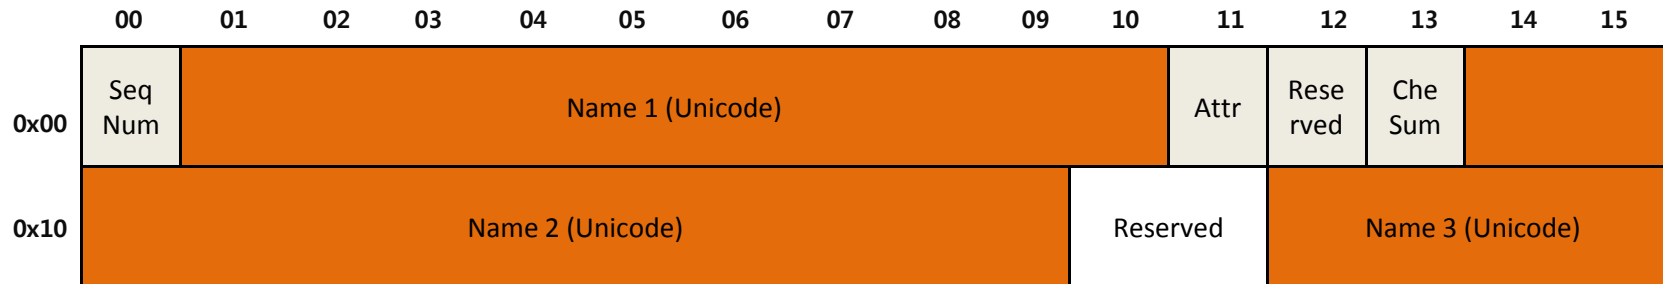 00 01 02 03 04 05 06 07 08 09 10 11 12 13 14 15
0x00
Seq
Num
Name 1 (Unicode)
Attr
Rese
rved
Che
Sum
0x10
Name 2 (Unicode)
Reserved
Name 3 (Unicode)